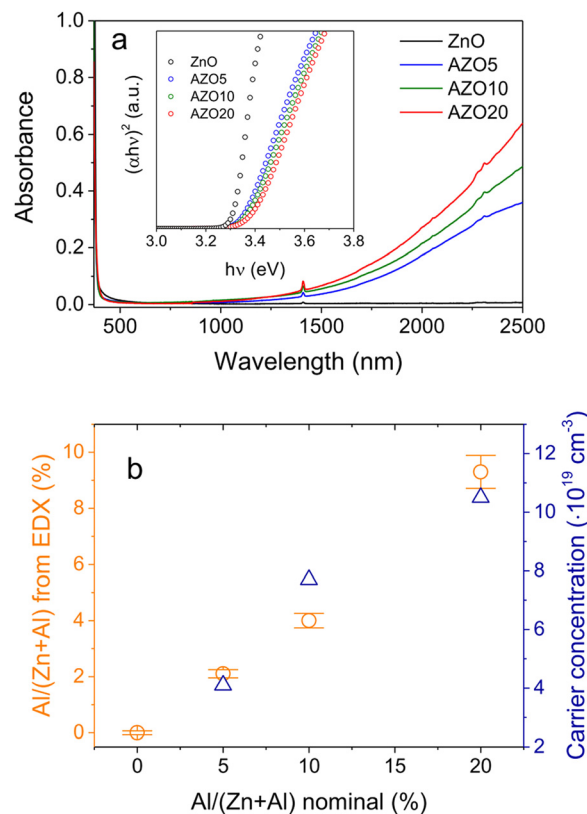 a
ZnO
AZO5
AZO10
AZO20
ZnO
AZO5
AZO10
AZO20
(αhν)² (a.u.)
3.0 3.2 3.4 3.6 3.8
hν (eV)
Absorbance
1.0
0.8
0.6
0.4
0.2
0.0
500 1000 1500 2000 2500
Wavelength (nm)
b
Al/(Zn+Al) from EDX (%)
10
8
6
4
2
0
Carrier concentration (·10¹⁹ cm⁻³)
12
10
8
6
4
2
0 5 10 20
Al/(Zn+Al) nominal (%)